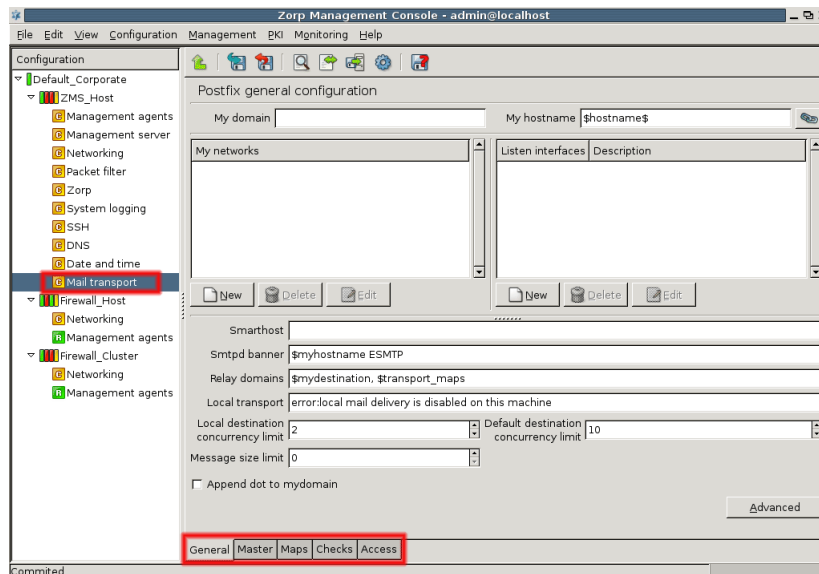 Zorp Management Console - admin@localhost
File Edit View Configuration Management PKI Monitoring Help
Configuration
Default_Corporate
ZMS_Host
Management agents
Management server
Networking
Packet filter
Zorp
System logging
SSH
DNS
Date and time
Mail transport
Firewall_Host
Networking
Management agents
Firewall_Cluster
Networking
Management agents
Postfix general configuration
My domain
My hostname $hostname$
My networks
Listen interfaces Description
New Delete Edit
New Delete Edit
Smarthost
Smtpd banner $myhostname ESMTP
Relay domains $mydestination, $transport_maps
Local transport error:local mail delivery is disabled on this machine
Local destination
concurrency limit 2
Default destination
concurrency limit 10
Message size limit 0
Append dot to mydomain
Advanced
General Master Maps Checks Access
Commited